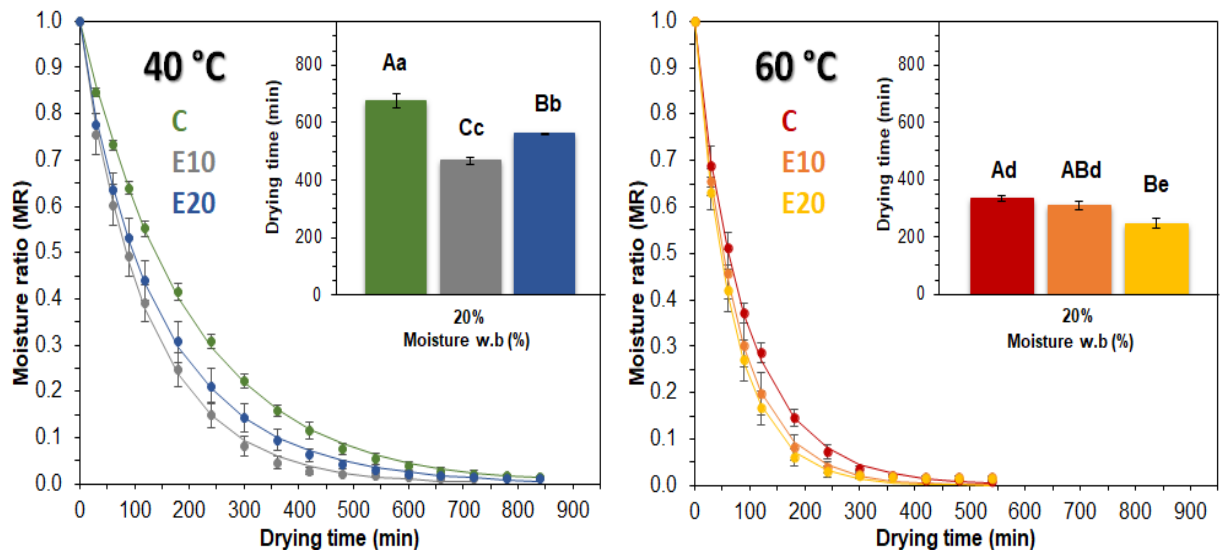 Moisture ratio (MR)
1.0
0.9
0.8
0.7
0.6
0.5
0.4
0.3
0.2
0.1
0.0
40 °C
C
E10
E20
Drying time (min)
800
600
400
200
0
Aa
Cc
Bb
20%
Moisture w.b (%)
0 100 200 300 400 500 600 700 800 900
Drying time (min)
Moisture ratio (MR)
1.0
0.9
0.8
0.7
0.6
0.5
0.4
0.3
0.2
0.1
0.0
60 °C
C
E10
E20
Drying time (min)
800
600
400
200
0
Ad
ABd
Be
20%
Moisture w.b (%)
0 100 200 300 400 500 600 700 800 900
Drying time (min)